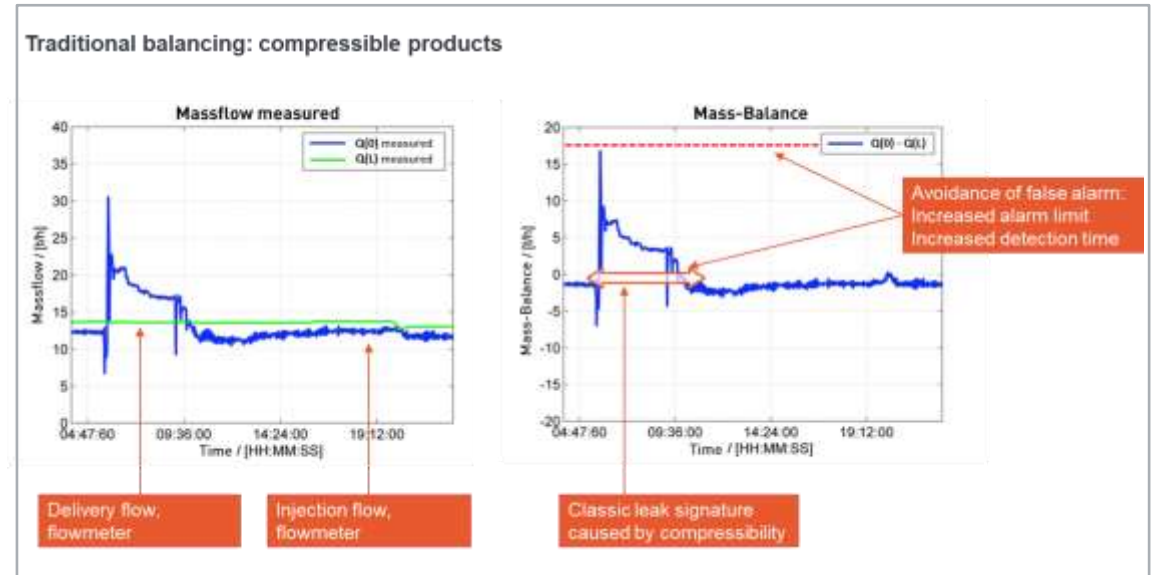 Traditional balancing: compressible products
Massflow measured
40
35
30
25
20
15
10
5
0
Massflow / [t/h]
Q(0) measured
Q(L) measured
04:47:60
09:36:00
14:24:00
19:12:00
Time / [HH:MM:SS]
Mass-Balance
20
15
10
5
0
-5
-10
-15
-20
Mass-Balance / [t/h]
Q(0) - Q(L)
04:47:60
09:36:00
14:24:00
19:12:00
Time / [HH:MM:SS]
Avoidance of false alarm:
Increased alarm limit
Increased detection time
Delivery flow,
flowmeter
Injection flow,
flowmeter
Classic leak signature
caused by compressibility